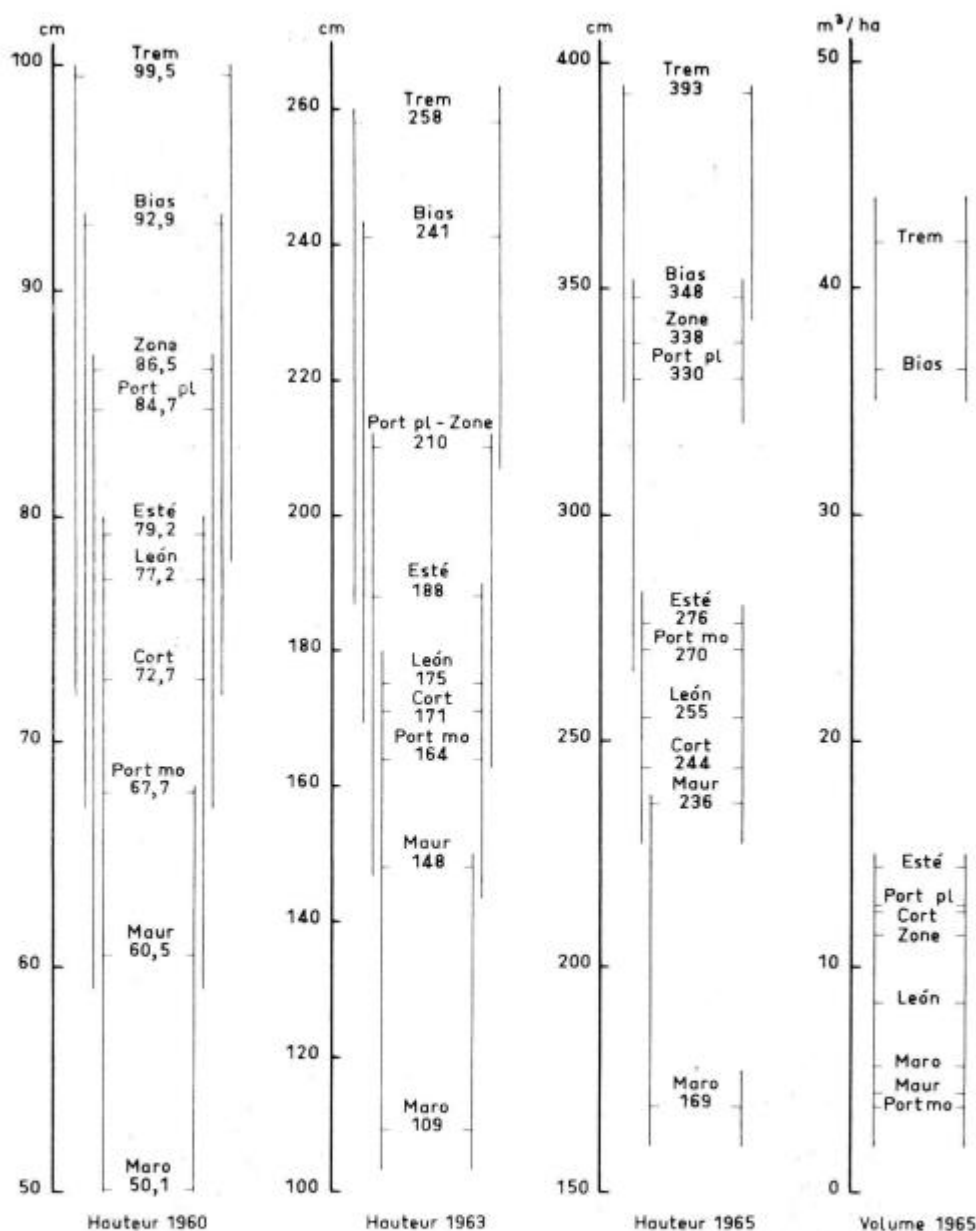 cm
100
90
80
70
60
50
Trem
99,5
Bias
92,9
Zone
86,5
Port pl
84,7
Esté
79,2
León
77,2
Cort
72,7
Port mo
67,7
Maur
60,5
Maro
50,1
Hauteur 1960
cm
260
240
220
200
180
160
140
120
100
Trem
258
Bias
241
Port pl - Zone
210
Esté
188
León
175
Cort
171
Port mo
164
Maur
148
Maro
109
Hauteur 1963
cm
400
350
300
250
200
150
Trem
393
Bias
348
Zone
338
Port pl
330
Esté
276
Port mo
270
León
255
Cort
244
Maur
236
Maro
169
Hauteur 1965
m³/ha
50
40
30
20
10
0
Trem
Bias
Esté
Port pl
Cort
Zone
León
Maro
Maur
Port mo
Volume 1965